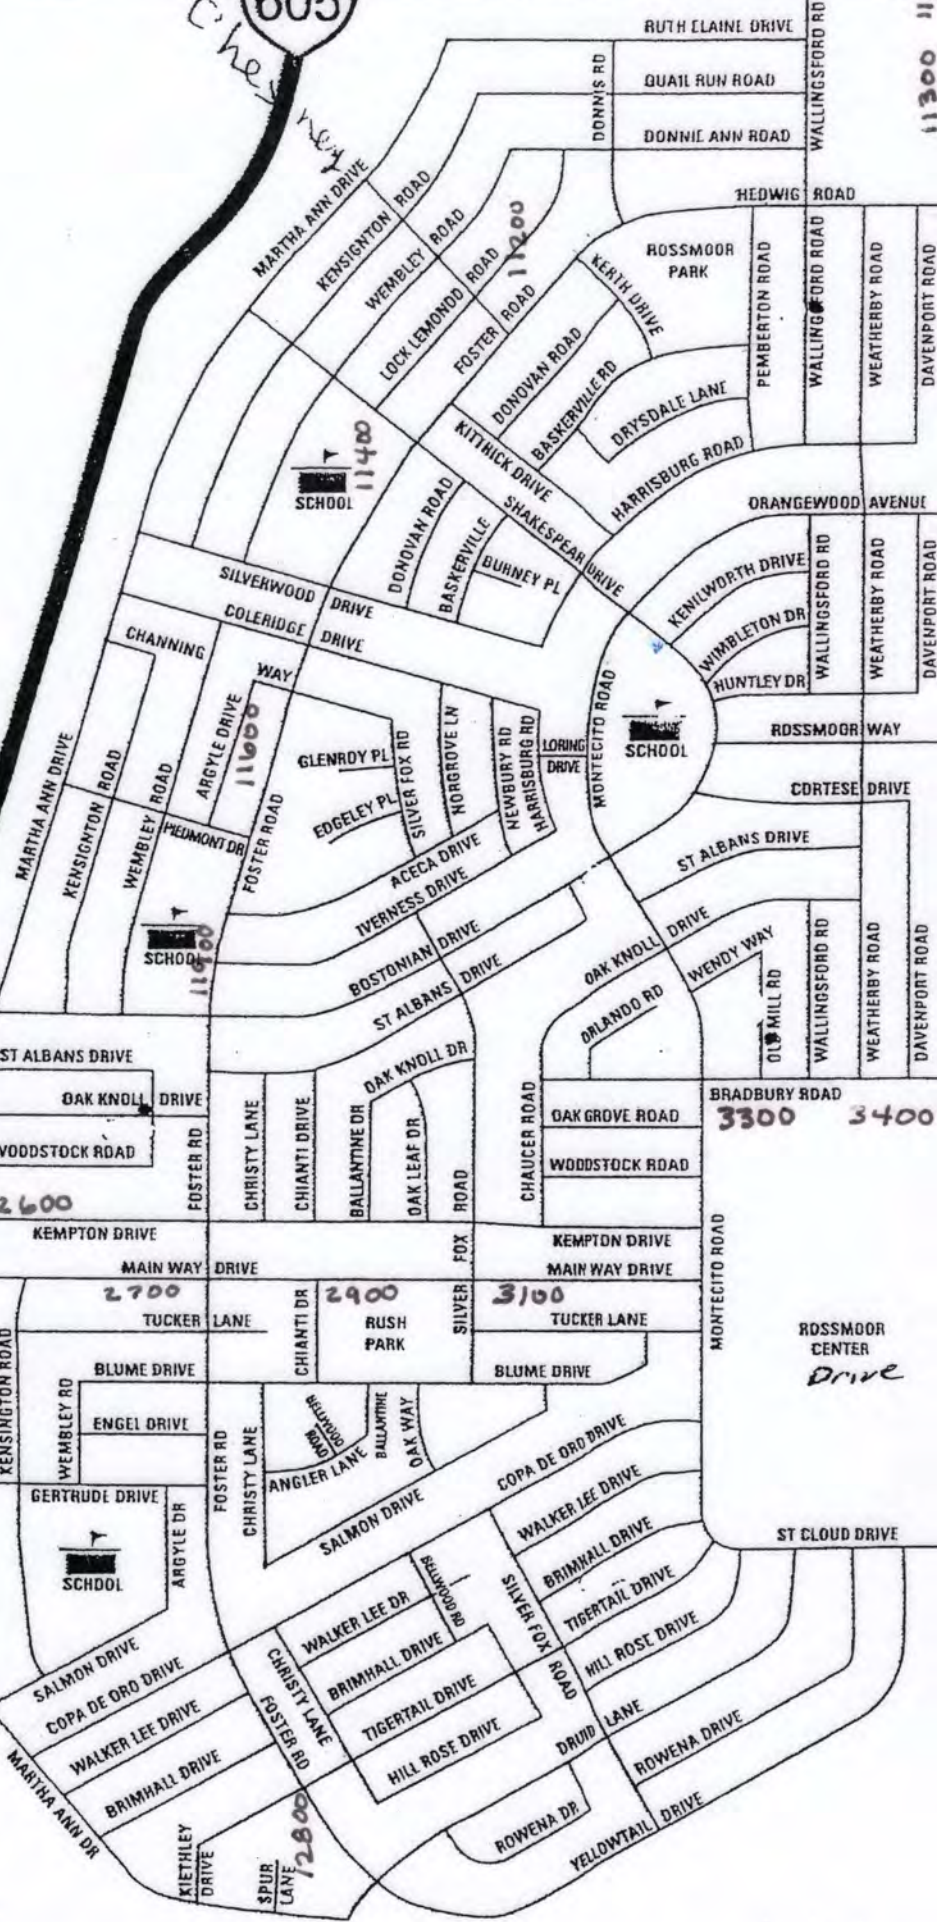 605
Chesney
RUTH ELAINE DRIVE
WALLINGSFORD RD
11300
DONNIS RD
QUAIL RUN ROAD
DONNIE ANN ROAD
HEDWIG ROAD
MARTHA ANN DRIVE
KENSIGNTON ROAD
WEMBLEY ROAD
LOCK LEMONDO ROAD
11200
FOSTER ROAD
KERTH DRIVE
ROSSMOOR
PARK
PEMBERTON ROAD
WALLINGFORD ROAD
WEATHERBY ROAD
DAVENPORT ROAD
DONOVAN ROAD
BASKERVILLE RD
DRYSDALE LANE
HARRISBURG ROAD
KITTRICK DRIVE
SCHOOL
11400
DONOVAN ROAD
BASKERVILLE
BURNEY PL
SHAKESPEAR DRIVE
ORANGEWOOD AVENUE
SILVERWOOD DRIVE
COLERIDGE DRIVE
KENILWORTH DRIVE
WIMBLETON DR
HUNTLEY DR
WALLINGSFORD RD
WEATHERBY ROAD
DAVENPORT ROAD
CHANNING
WAY
ARGYLE DRIVE
11600
GLENROY PL
EDGELEY PL
SILVER FOX RD
NORGROVE LN
NEWBURY RD
HARRISBURG RD
LORING
DRIVE
MONTECITO ROAD
SCHOOL
ROSSMOOR WAY
CORTESE DRIVE
MARTHA ANN DRIVE
KENSIGNTON ROAD
WEMBLEY ROAD
PIEDMONT DR
FOSTER ROAD
ACECA DRIVE
IVERNESS DRIVE
ST ALBANS DRIVE
SCHOOL
11900
BOSTONIAN DRIVE
ST ALBANS DRIVE
OAK KNOLL DRIVE
WENDY WAY
ORLANDO RD
OLD MILL RD
WALLINGSFORD RD
WEATHERBY ROAD
DAVENPORT ROAD
ST ALBANS DRIVE
OAK KNOLL DRIVE
WOODSTOCK ROAD
FOSTER RD
CHRISTY LANE
CHIANTI DRIVE
BALLANTINE DR
OAK KNOLL DR
OAK LEAF DR
SILVER FOX ROAD
CHAUCER ROAD
BRADBURY ROAD
3300 3400
OAK GROVE ROAD
WOODSTOCK ROAD
2600
KEMPTON DRIVE
KEMPTON DRIVE
MAIN WAY DRIVE
MAIN WAY DRIVE
2700 2900 3100
TUCKER LANE
CHIANTI DR
RUSH
PARK
TUCKER LANE
MONTECITO ROAD
ROSSMOOR
CENTER
Drive
KENSINGTON ROAD
BLUME DRIVE
BLUME DRIVE
WEMBLEY RD
ENGEL DRIVE
FOSTER RD
CHRISTY LANE
BELLWOOD
ROAD
ANGLER LANE
BALLANTINE
OAK WAY
GERTRUDE DRIVE
SCHOOL
ARGYLE DR
SALMON DRIVE
COPA DE ORO DRIVE
WALKER LEE DRIVE
BRIMHALL DRIVE
TIGERTAIL DRIVE
HILL ROSE DRIVE
ST CLOUD DRIVE
BELLWOOD RD
SILVER FOX ROAD
SALMON DRIVE
COPA DE ORO DRIVE
WALKER LEE DRIVE
BRIMHALL DRIVE
MARTHA ANN DR
CHRISTY LANE
FOSTER RD
WALKER LEE DR
BRIMHALL DRIVE
TIGERTAIL DRIVE
HILL ROSE DRIVE
DRUID LANE
ROWENA DRIVE
ROWENA DR
YELLOWTAIL DRIVE
KIETHLEY
DRIVE
SPUR
LANE
12800